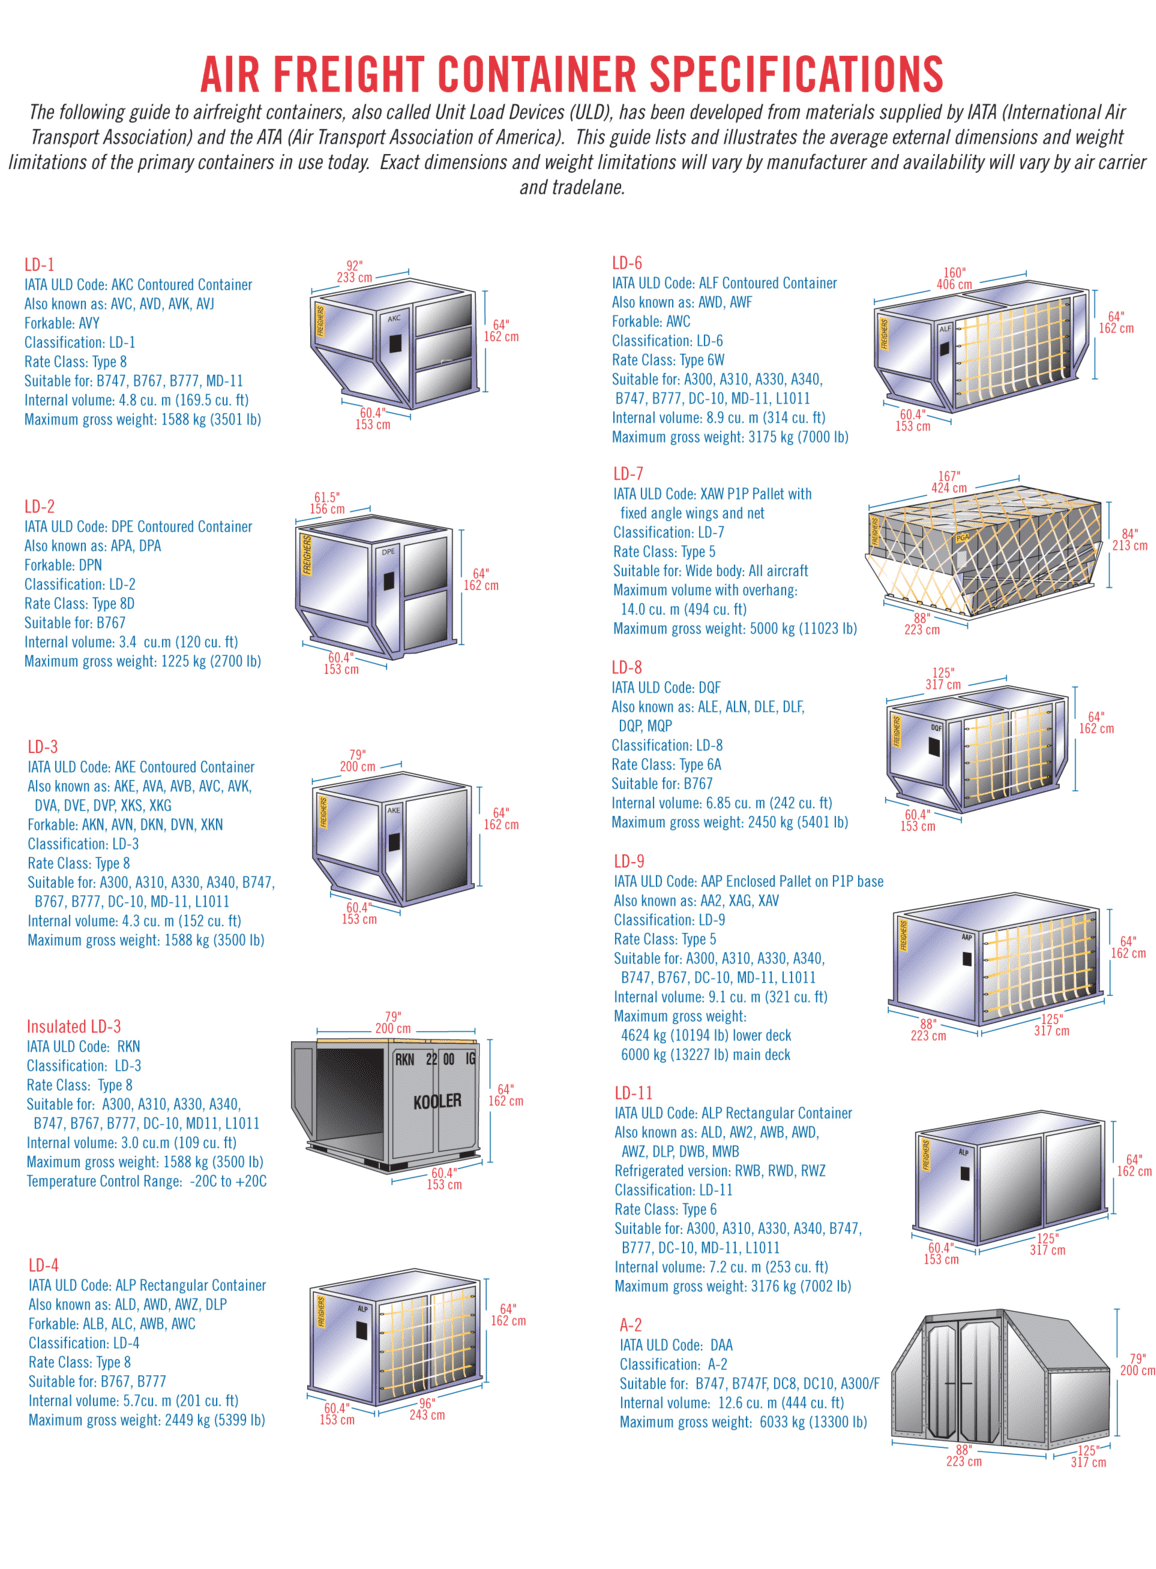 AIR FREIGHT CONTAINER SPECIFICATIONS
The following guide to airfreight containers, also called Unit Load Devices (ULD), has been developed from materials supplied by IATA (International Air
Transport Association) and the ATA (Air Transport Association of America).  This guide lists and illustrates the average external dimensions and weight
limitations of the primary containers in use today.  Exact dimensions and weight limitations will vary by manufacturer and availability will vary by air carrier
and tradelane.
LD-1
IATA ULD Code: AKC Contoured Container
Also known as: AVC, AVD, AVK, AVJ
Forkable: AVY
Classification: LD-1
Rate Class: Type 8
Suitable for: B747, B767, B777, MD-11
Internal volume: 4.8 cu. m (169.5 cu. ft)
Maximum gross weight: 1588 kg (3501 lb)
92"
233 cm
FREIGHERS
AKC
64"
162 cm
60.4"
153 cm
LD-2
IATA ULD Code: DPE Contoured Container
Also known as: APA, DPA
Forkable: DPN
Classification: LD-2
Rate Class: Type 8D
Suitable for: B767
Internal volume: 3.4  cu.m (120 cu. ft)
Maximum gross weight: 1225 kg (2700 lb)
61.5"
156 cm
FREIGHERS
DPE
64"
162 cm
60.4"
153 cm
LD-3
IATA ULD Code: AKE Contoured Container
Also known as: AKE, AVA, AVB, AVC, AVK,
DVA, DVE, DVP, XKS, XKG
Forkable: AKN, AVN, DKN, DVN, XKN
Classification: LD-3
Rate Class: Type 8
Suitable for: A300, A310, A330, A340, B747,
B767, B777, DC-10, MD-11, L1011
Internal volume: 4.3 cu. m (152 cu. ft)
Maximum gross weight: 1588 kg (3500 lb)
79"
200 cm
FREIGHERS
AKE
64"
162 cm
60.4"
153 cm
Insulated LD-3
IATA ULD Code:  RKN
Classification:  LD-3
Rate Class:  Type 8
Suitable for:  A300, A310, A330, A340,
B747, B767, B777, DC-10, MD11, L1011
Internal volume: 3.0 cu.m (109 cu. ft)
Maximum gross weight: 1588 kg (3500 lb)
Temperature Control Range:  -20C to +20C
79"
200 cm
RKN 22 00 IG
KOOLER
64"
162 cm
60.4"
153 cm
LD-4
IATA ULD Code: ALP Rectangular Container
Also known as: ALD, AWD, AWZ, DLP
Forkable: ALB, ALC, AWB, AWC
Classification: LD-4
Rate Class: Type 8
Suitable for: B767, B777
Internal volume: 5.7cu. m (201 cu. ft)
Maximum gross weight: 2449 kg (5399 lb)
FREIGHERS
ALP
64"
162 cm
60.4"
153 cm
96"
243 cm
LD-6
IATA ULD Code: ALF Contoured Container
Also known as: AWD, AWF
Forkable: AWC
Classification: LD-6
Rate Class: Type 6W
Suitable for: A300, A310, A330, A340,
B747, B777, DC-10, MD-11, L1011
Internal volume: 8.9 cu. m (314 cu. ft)
Maximum gross weight: 3175 kg (7000 lb)
160"
406 cm
FREIGHERS
ALF
64"
162 cm
60.4"
153 cm
LD-7
IATA ULD Code: XAW P1P Pallet with
fixed angle wings and net
Classification: LD-7
Rate Class: Type 5
Suitable for: Wide body: All aircraft
Maximum volume with overhang:
14.0 cu. m (494 cu. ft)
Maximum gross weight: 5000 kg (11023 lb)
167"
424 cm
FREIGHERS
PGA
84"
213 cm
88"
223 cm
LD-8
IATA ULD Code: DQF
Also known as: ALE, ALN, DLE, DLF,
DQP, MQP
Classification: LD-8
Rate Class: Type 6A
Suitable for: B767
Internal volume: 6.85 cu. m (242 cu. ft)
Maximum gross weight: 2450 kg (5401 lb)
125"
317 cm
FREIGHERS
DQF
64"
162 cm
60.4"
153 cm
LD-9
IATA ULD Code: AAP Enclosed Pallet on P1P base
Also known as: AA2, XAG, XAV
Classification: LD-9
Rate Class: Type 5
Suitable for: A300, A310, A330, A340,
B747, B767, DC-10, MD-11, L1011
Internal volume: 9.1 cu. m (321 cu. ft)
Maximum gross weight:
4624 kg (10194 lb) lower deck
6000 kg (13227 lb) main deck
FREIGHERS
AAP
64"
162 cm
88"
223 cm
125"
317 cm
LD-11
IATA ULD Code: ALP Rectangular Container
Also known as: ALD, AW2, AWB, AWD,
AWZ, DLP, DWB, MWB
Refrigerated version: RWB, RWD, RWZ
Classification: LD-11
Rate Class: Type 6
Suitable for: A300, A310, A330, A340, B747,
B777, DC-10, MD-11, L1011
Internal volume: 7.2 cu. m (253 cu. ft)
Maximum gross weight: 3176 kg (7002 lb)
FREIGHERS
ALP
64"
162 cm
60.4"
153 cm
125"
317 cm
A-2
IATA ULD Code:  DAA
Classification:  A-2
Suitable for:  B747, B747F, DC8, DC10, A300/F
Internal volume:  12.6 cu. m (444 cu. ft)
Maximum gross weight:  6033 kg (13300 lb)
79"
200 cm
88"
223 cm
125"
317 cm